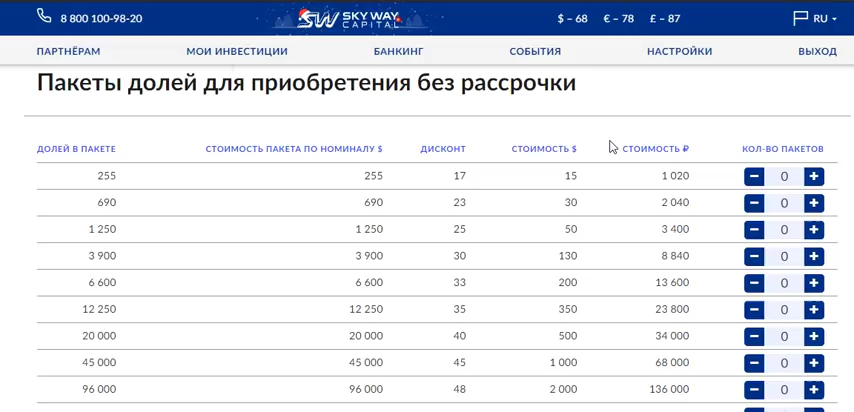 8 800 100-98-20 SW SKY WAY CAPITAL $ – 68 € – 78 £ – 87 RU
ПАРТНЁРАМ МОИ ИНВЕСТИЦИИ БАНКИНГ СОБЫТИЯ НАСТРОЙКИ ВЫХОД
Пакеты долей для приобретения без рассрочки
ДОЛЕЙ В ПАКЕТЕ СТОИМОСТЬ ПАКЕТА ПО НОМИНАЛУ $ ДИСКОНТ СТОИМОСТЬ $ СТОИМОСТЬ ₽ КОЛ-ВО ПАКЕТОВ
255 255 17 15 1 020 − 0 +
690 690 23 30 2 040 − 0 +
1 250 1 250 25 50 3 400 − 0 +
3 900 3 900 30 130 8 840 − 0 +
6 600 6 600 33 200 13 600 − 0 +
12 250 12 250 35 350 23 800 − 0 +
20 000 20 000 40 500 34 000 − 0 +
45 000 45 000 45 1 000 68 000 − 0 +
96 000 96 000 48 2 000 136 000 − 0 +